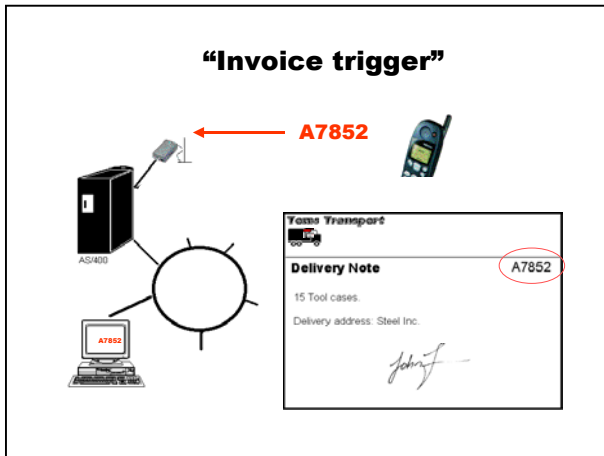 “Invoice trigger”
A7852
AS/400
A7852
Toms Transport
Delivery Note A7852
15 Tool cases.
Delivery address: Steel Inc.